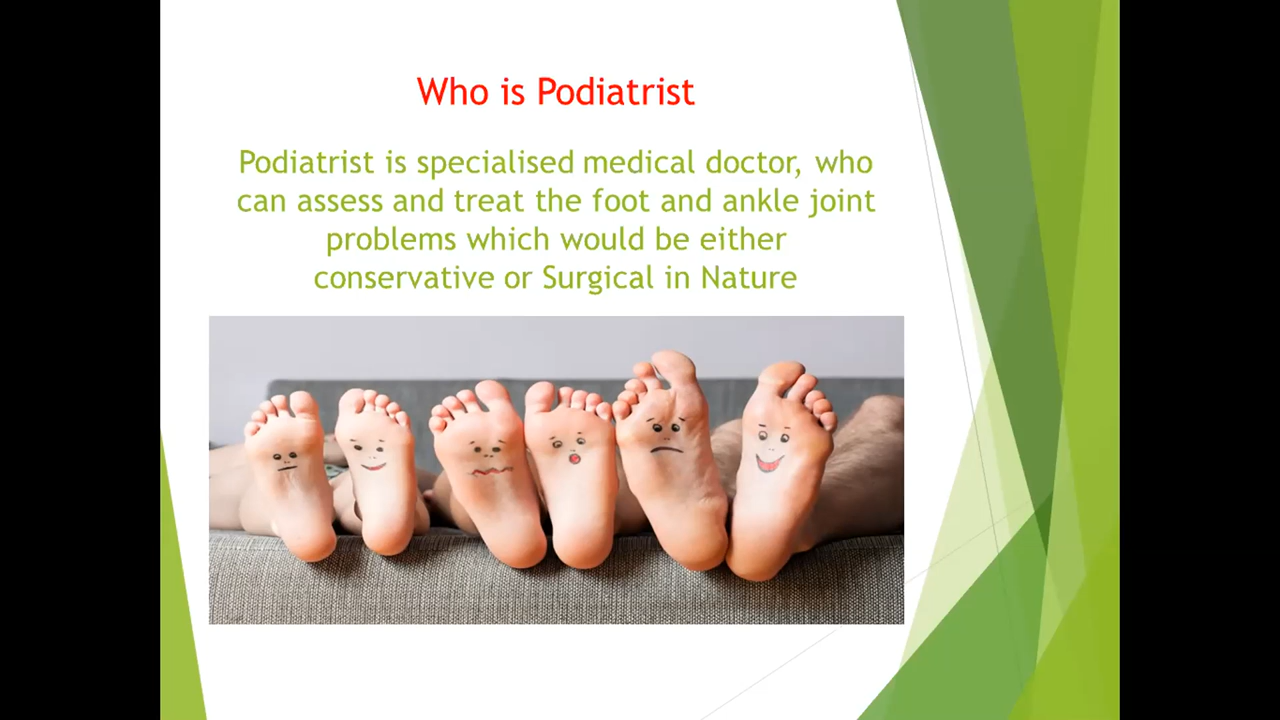 Who is Podiatrist
Podiatrist is specialised medical doctor, who
can assess and treat the foot and ankle joint
problems which would be either
conservative or Surgical in Nature